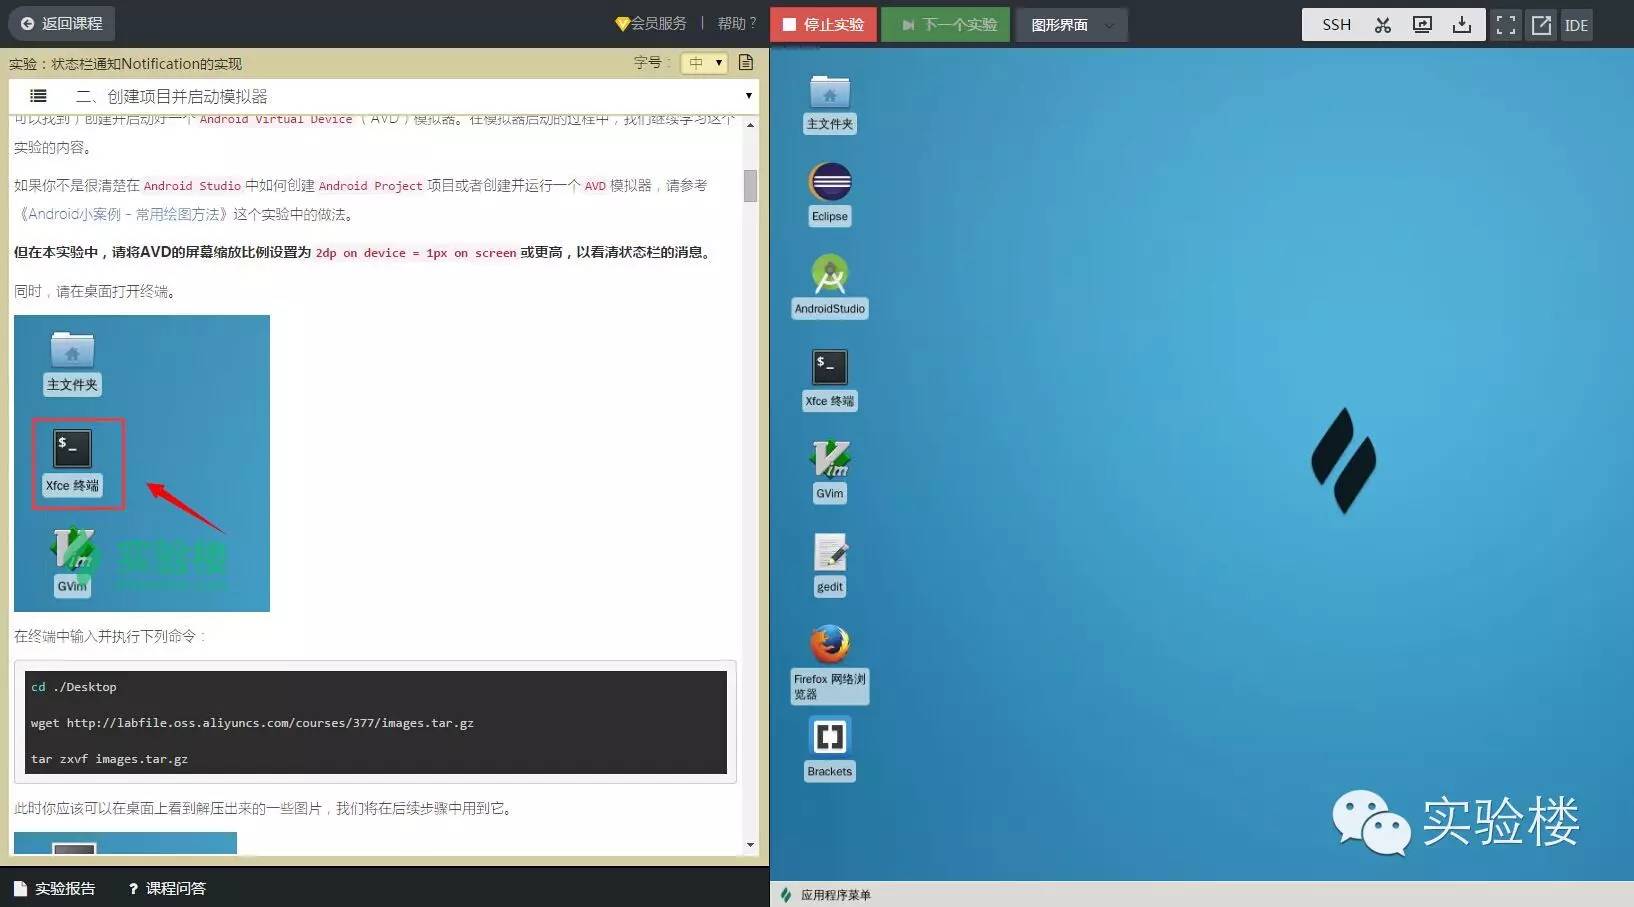 返回课程
会员服务 | 帮助 ?
停止实验
下一个实验
图形界面
SSH
IDE
实验：状态栏通知Notification的实现
字号： 中
二、创建项目并启动模拟器
可以找到）创建并启动好一个 Android Virtual Device（AVD）模拟器。在模拟器启动的过程中，我们继续学习这个
实验的内容。
如果你不是很清楚在 Android Studio 中如何创建 Android Project 项目或者创建并运行一个 AVD 模拟器，请参考
《Android小案例 - 常用绘图方法》这个实验中的做法。
但在本实验中，请将AVD的屏幕缩放比例设置为 2dp on device = 1px on screen 或更高，以看清状态栏的消息。
同时，请在桌面打开终端。
主文件夹
$_
Xfce 终端
Vim
GVim
实验楼
在终端中输入并执行下列命令：
cd ./Desktop
wget http://labfile.oss.aliyuncs.com/courses/377/images.tar.gz
tar zxvf images.tar.gz
此时你应该可以在桌面上看到解压出来的一些图片，我们将在后续步骤中用到它。
实验报告
? 课程问答
主文件夹
Eclipse
AndroidStudio
$_
Xfce 终端
Vim
GVim
gedit
Firefox 网络浏
览器
Brackets
实验楼
应用程序菜单